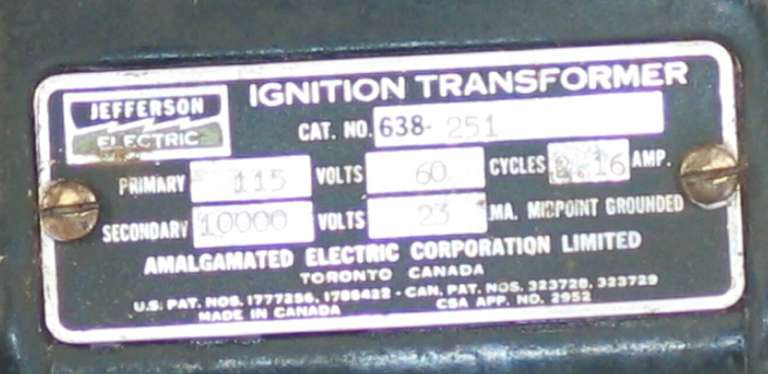 JEFFERSON
ELECTRIC
IGNITION TRANSFORMER
CAT. NO. 638-251
PRIMARY 115 VOLTS 60 CYCLES 2.16 AMP.
SECONDARY 10000 VOLTS 23 MA. MIDPOINT GROUNDED
AMALGAMATED ELECTRIC CORPORATION LIMITED
TORONTO CANADA
U.S. PAT. NOS. 1777256, 1786422 - CAN. PAT. NOS. 323728, 323729
MADE IN CANADA CSA APP. NO. 2952